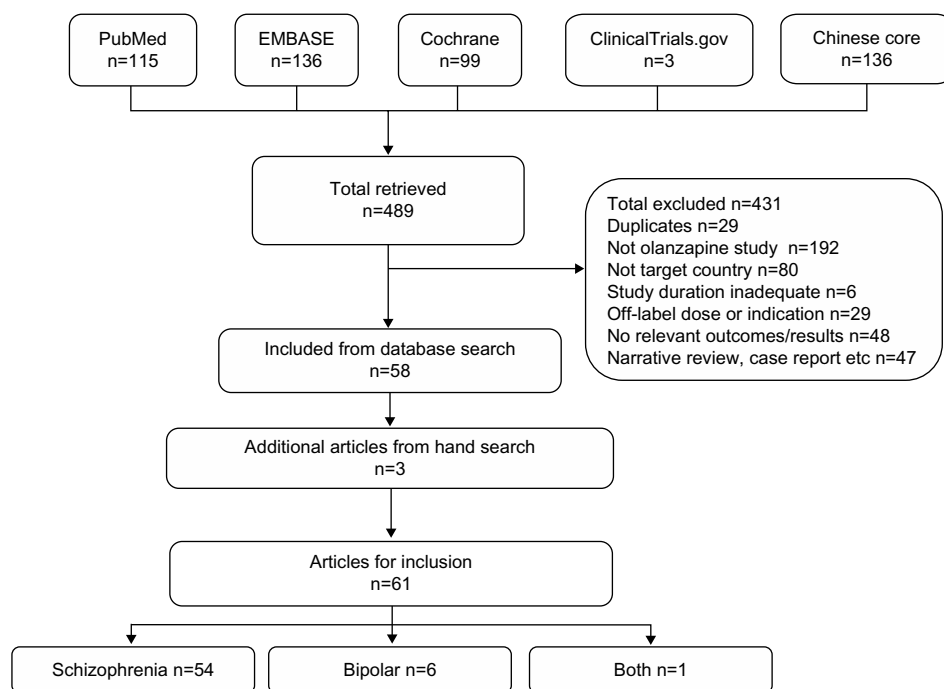 PubMed
n=115
EMBASE
n=136
Cochrane
n=99
ClinicalTrials.gov
n=3
Chinese core
n=136
Total retrieved
n=489
Total excluded n=431
Duplicates n=29
Not olanzapine study n=192
Not target country n=80
Study duration inadequate n=6
Off-label dose or indication n=29
No relevant outcomes/results n=48
Narrative review, case report etc n=47
Included from database search
n=58
Additional articles from hand search
n=3
Articles for inclusion
n=61
Schizophrenia n=54
Bipolar n=6
Both n=1